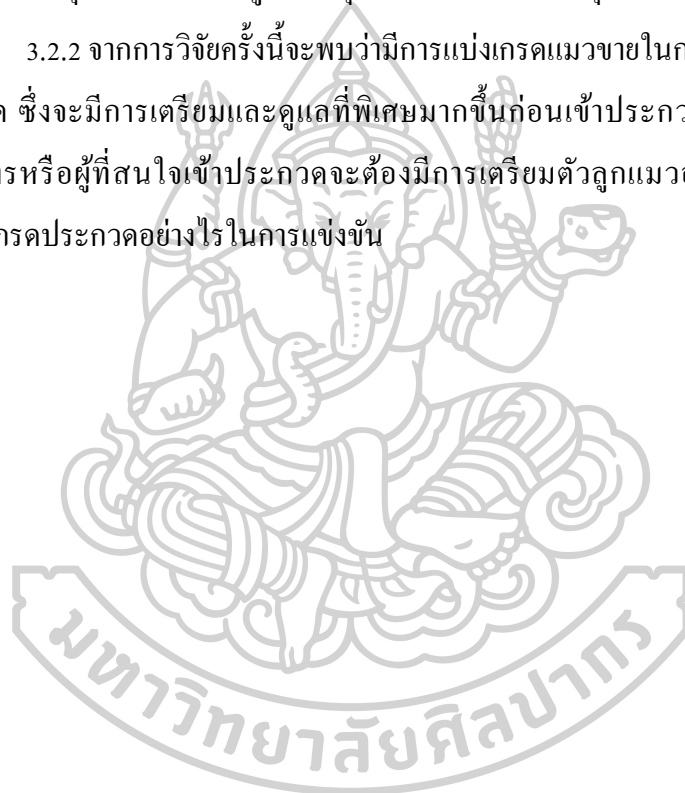 3.2.2 จากการวิจัยครั้งนี้จะพบว่ามีการแบ่งเกรดแมวขายในก
ค ซึ่งจะมีการเตรียมและดูแลที่พิเศษมากขึ้นก่อนเข้าประกว
รหรือผู้ที่สนใจเข้าประกวดจะต้องมีการเตรียมตัวลูกแมว
กรดประกวดอย่างไรในการแข่งขัน
มหาวิทยาลัยศิลปากร